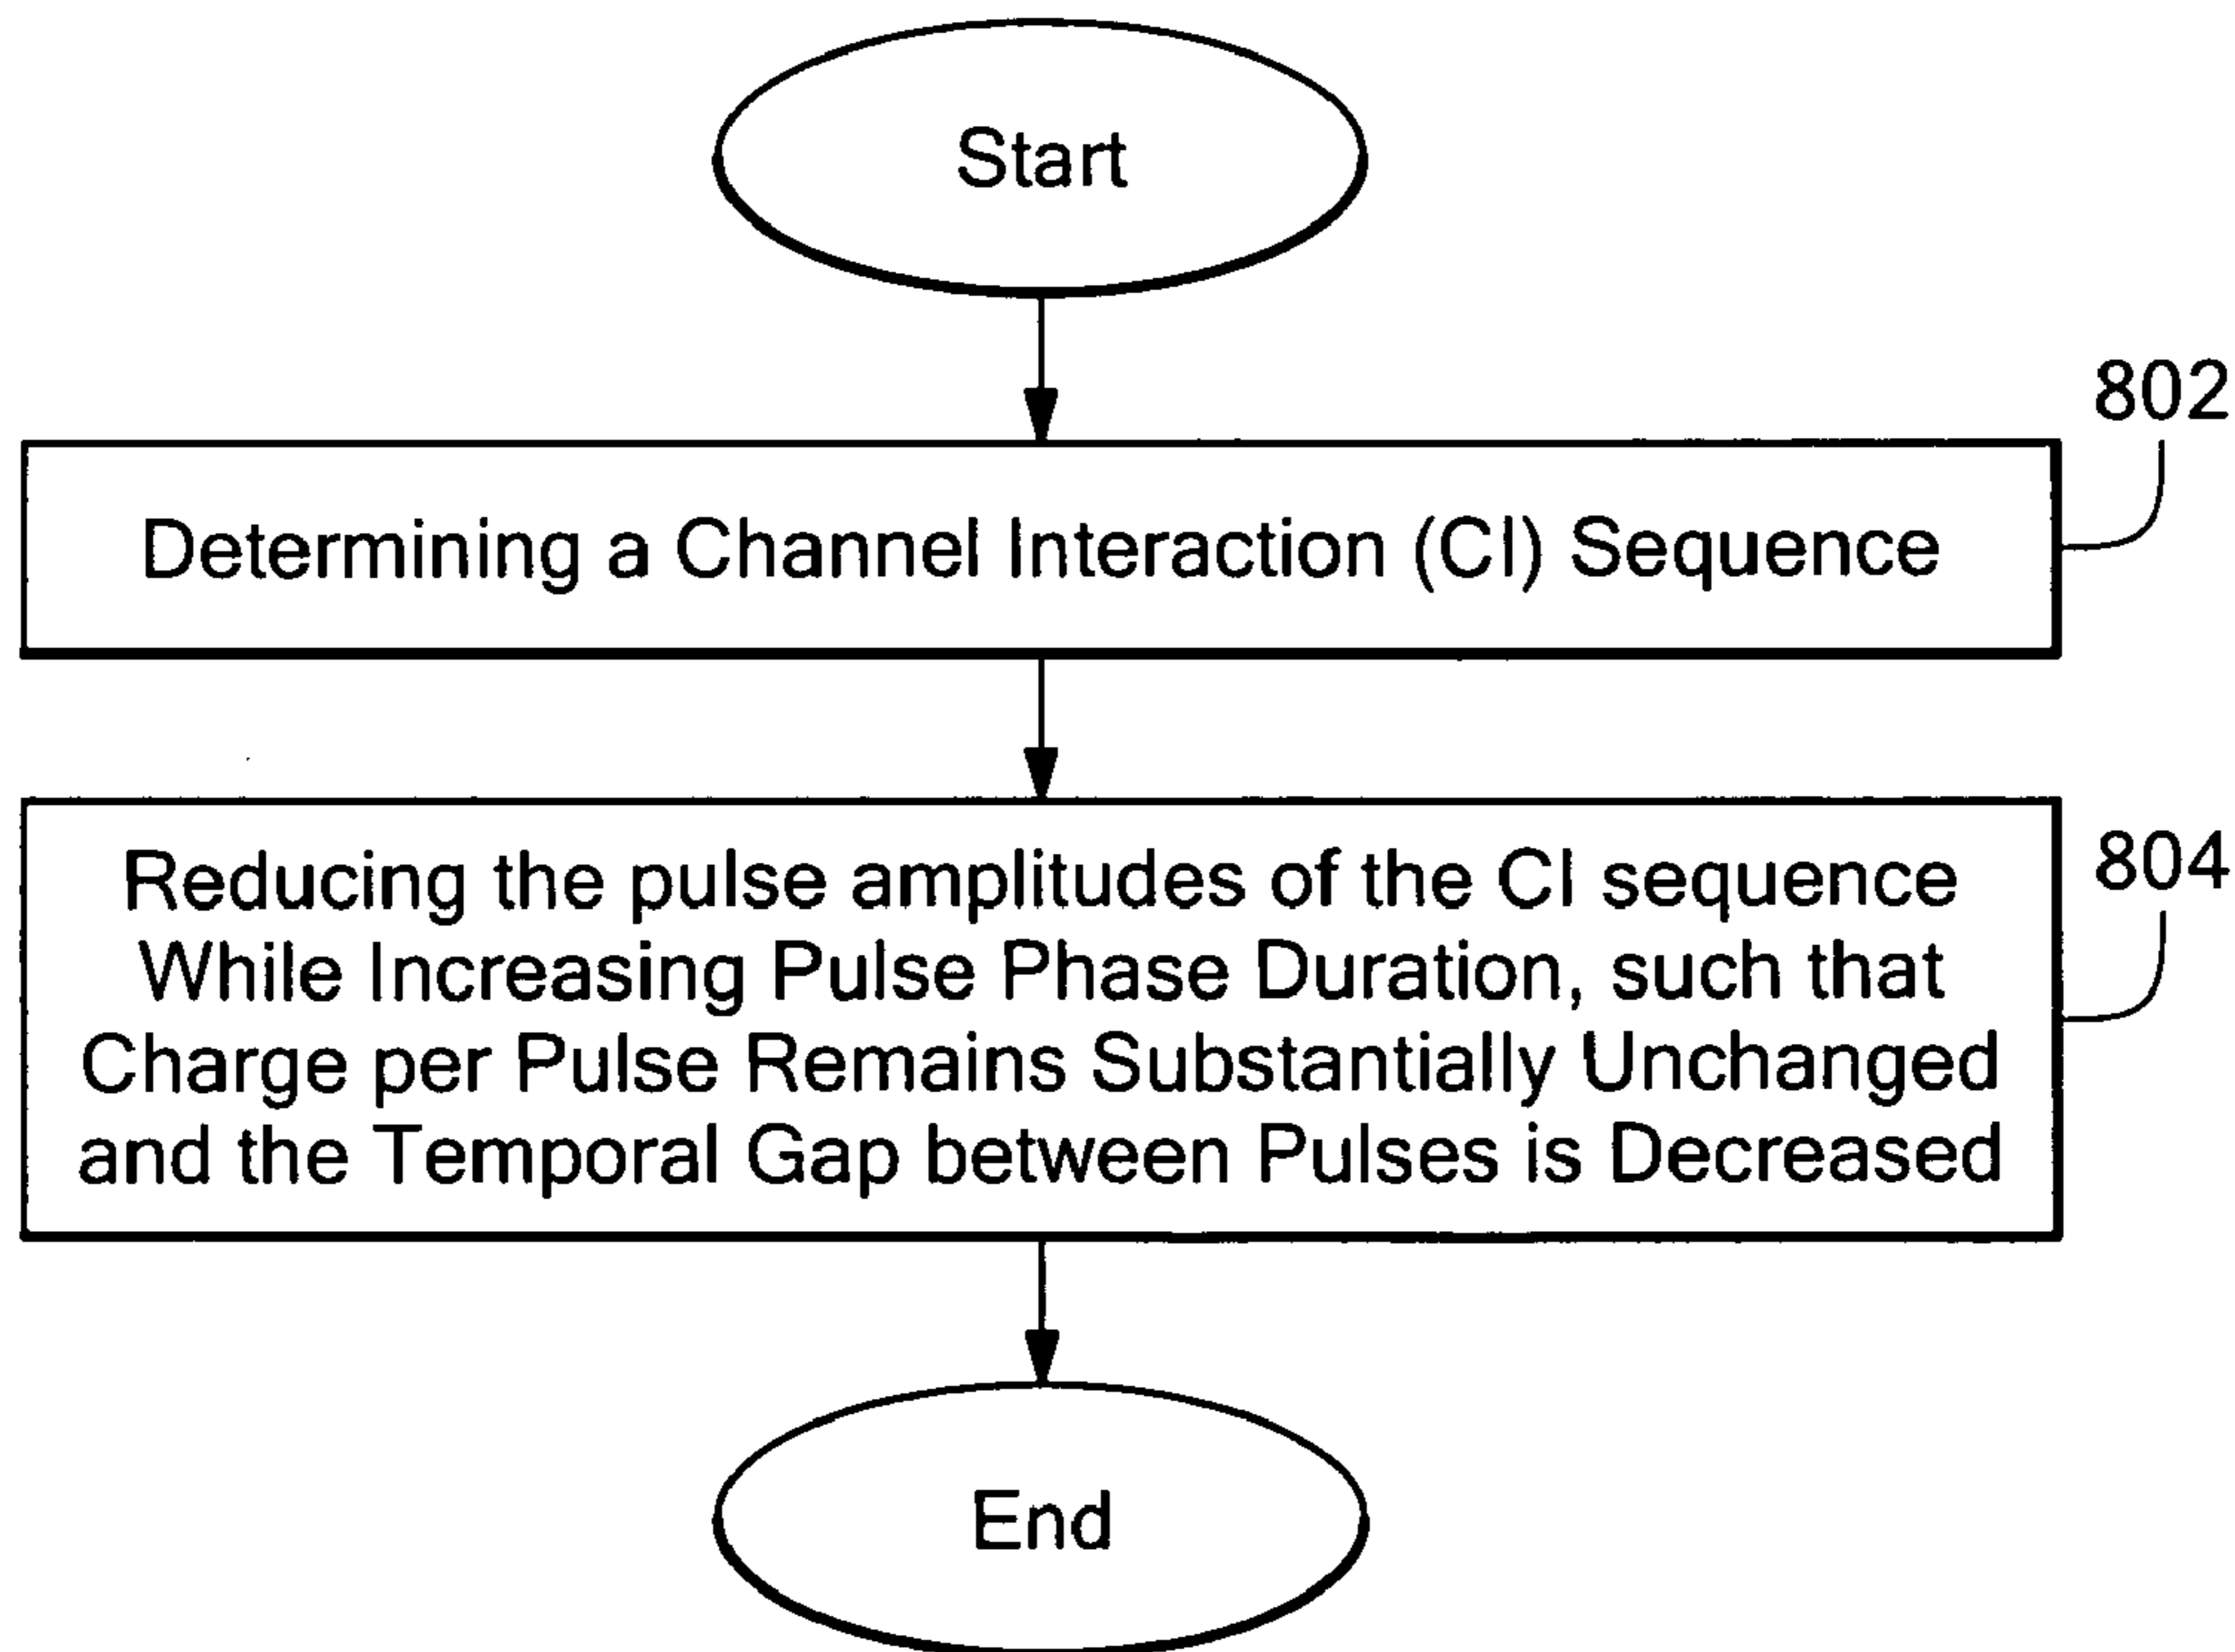 Start
802
Determining a Channel Interaction (CI) Sequence
804
Reducing the pulse amplitudes of the CI sequence
While Increasing Pulse Phase Duration, such that
Charge per Pulse Remains Substantially Unchanged
and the Temporal Gap between Pulses is Decreased
End